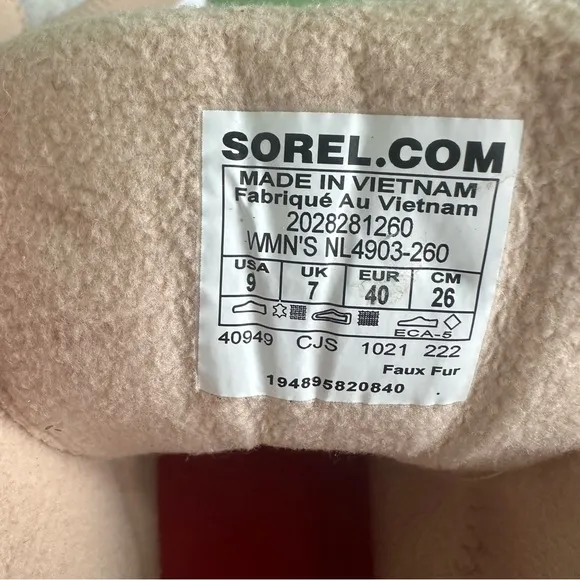 SOREL.COM
MADE IN VIETNAM
Fabriqué Au Vietnam
2028281260
WMN'S NL4903-260
USA UK EUR CM
9 7 40 26
ECA-5
40949 CJS 1021 222
Faux Fur
194895820840